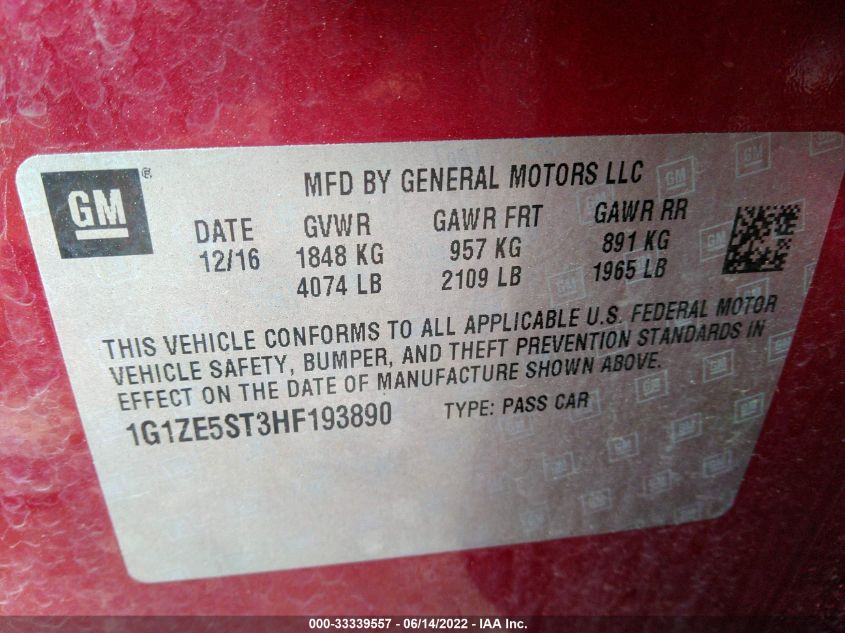 GM ®
MFD BY GENERAL MOTORS LLC
DATE GVWR GAWR FRT GAWR RR
12/16 1848 KG 957 KG 891 KG
4074 LB 2109 LB 1965 LB
THIS VEHICLE CONFORMS TO ALL APPLICABLE U.S. FEDERAL MOTOR
VEHICLE SAFETY, BUMPER, AND THEFT PREVENTION STANDARDS IN
EFFECT ON THE DATE OF MANUFACTURE SHOWN ABOVE.
1G1ZE5ST3HF193890 TYPE: PASS CAR
000-33339557 - 06/14/2022 - IAA Inc.